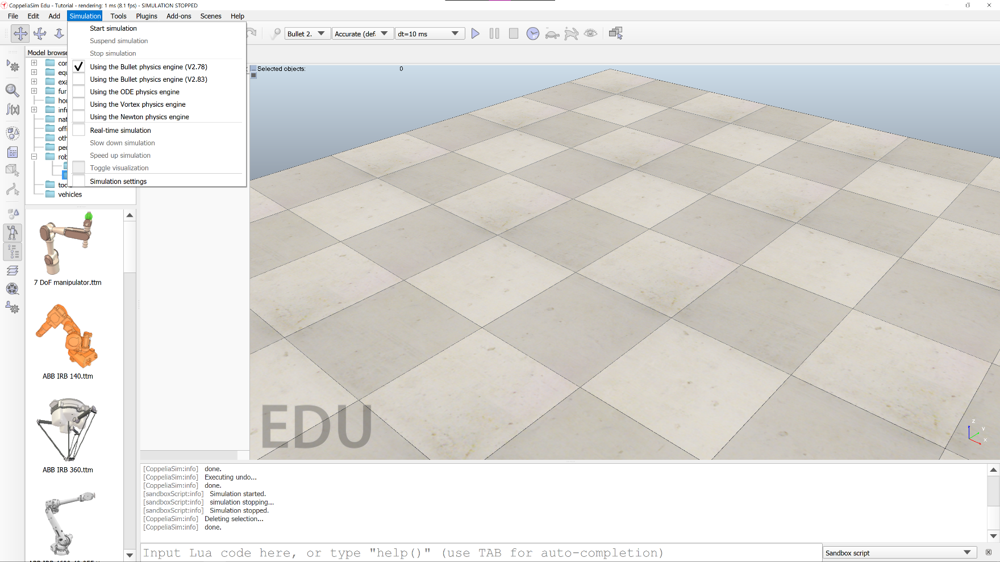 CoppeliaSim Edu - Tutorial - rendering: 1 ms (8.1 fps) - SIMULATION STOPPED
File Edit Add Simulation Tools Plugins Add-ons Scenes Help
Bullet 2. Accurate (def dt=10 ms
Start simulation
Suspend simulation
Stop simulation
Using the Bullet physics engine (V2.78)
Using the Bullet physics engine (V2.83)
Using the ODE physics engine
Using the Vortex physics engine
Using the Newton physics engine
Real-time simulation
Slow down simulation
Speed up simulation
Toggle visualization
Simulation settings
Model browse
con
equ
exa
fur
hou
infr
nat
offi
oth
peo
rob
too
vehicles
Selected objects: 0
7 DoF manipulator.ttm
ABB IRB 140.ttm
ABB IRB 360.ttm
EDU
z
y
x
[CoppeliaSim:info] done.
[CoppeliaSim:info] Executing undo...
[CoppeliaSim:info] done.
[sandboxScript:info] Simulation started.
[sandboxScript:info] simulation stopping...
[sandboxScript:info] Simulation stopped.
[CoppeliaSim:info] Deleting selection...
[CoppeliaSim:info] done.
Input Lua code here, or type "help()" (use TAB for auto-completion)
Sandbox script